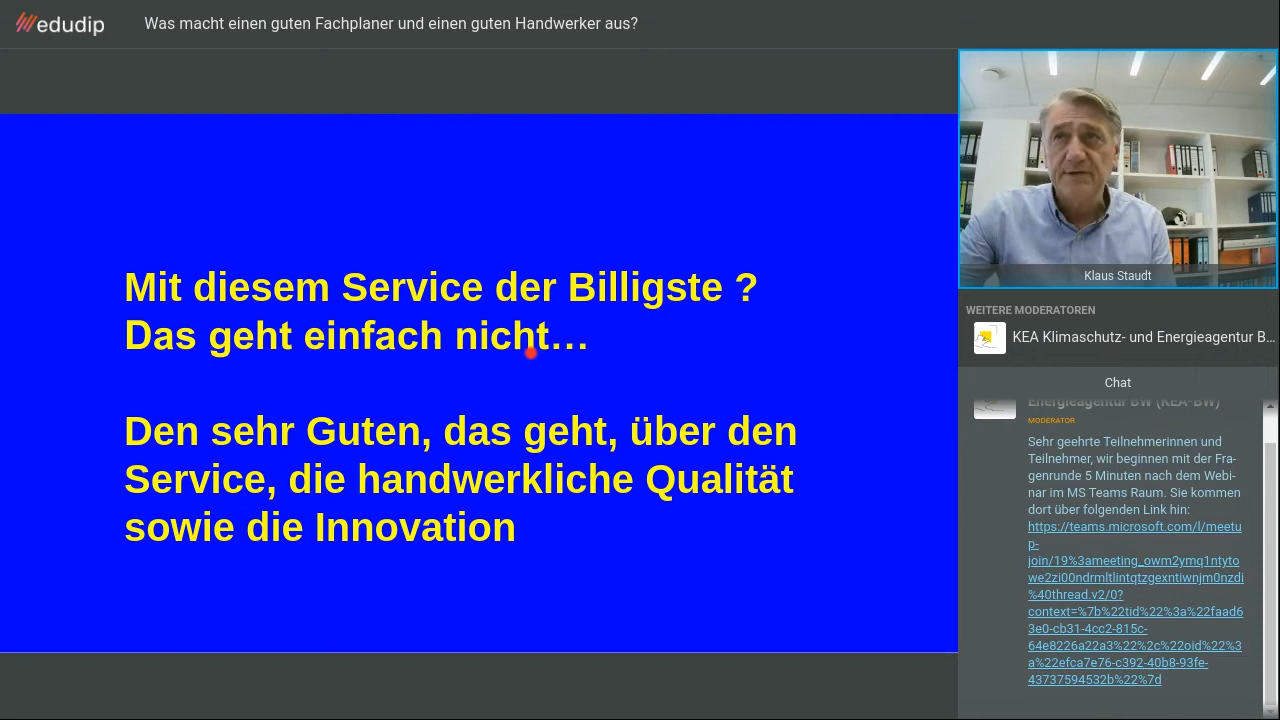 edudip
Was macht einen guten Fachplaner und einen guten Handwerker aus?
Mit diesem Service der Billigste ?
Das geht einfach nicht…
Den sehr Guten, das geht, über den
Service, die handwerkliche Qualität
sowie die Innovation
Klaus Staudt
WEITERE MODERATOREN
KEA Klimaschutz- und Energieagentur B…
Chat
Energieagentur BW (KEA-BW)
MODERATOR
Sehr geehrte Teilnehmerinnen und
Teilnehmer, wir beginnen mit der Fra-
genrunde 5 Minuten nach dem Webi-
nar im MS Teams Raum. Sie kommen
dort über folgenden Link hin:
https://teams.microsoft.com/l/meetu
p-
join/19%3ameeting_owm2ymq1ntyto
we2zi00ndrmltlintqtzgexntiwnjm0nzdi
%40thread.v2/0?
context=%7b%22tid%22%3a%22faad6
3e0-cb31-4cc2-815c-
64e8226a22a3%22%2c%22oid%22%3
a%22efca7e76-c392-40b8-93fe-
43737594532b%22%7d